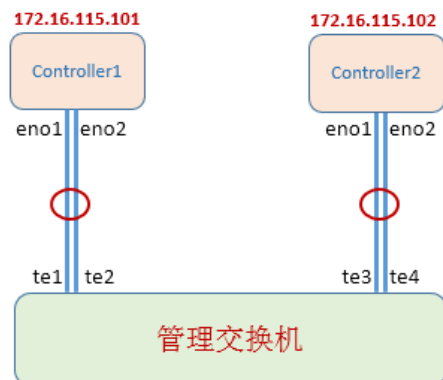 172.16.115.101 172.16.115.102
Controller1 Controller2
eno1 eno2 eno1 eno2
te1 te2 te3 te4
管理交换机